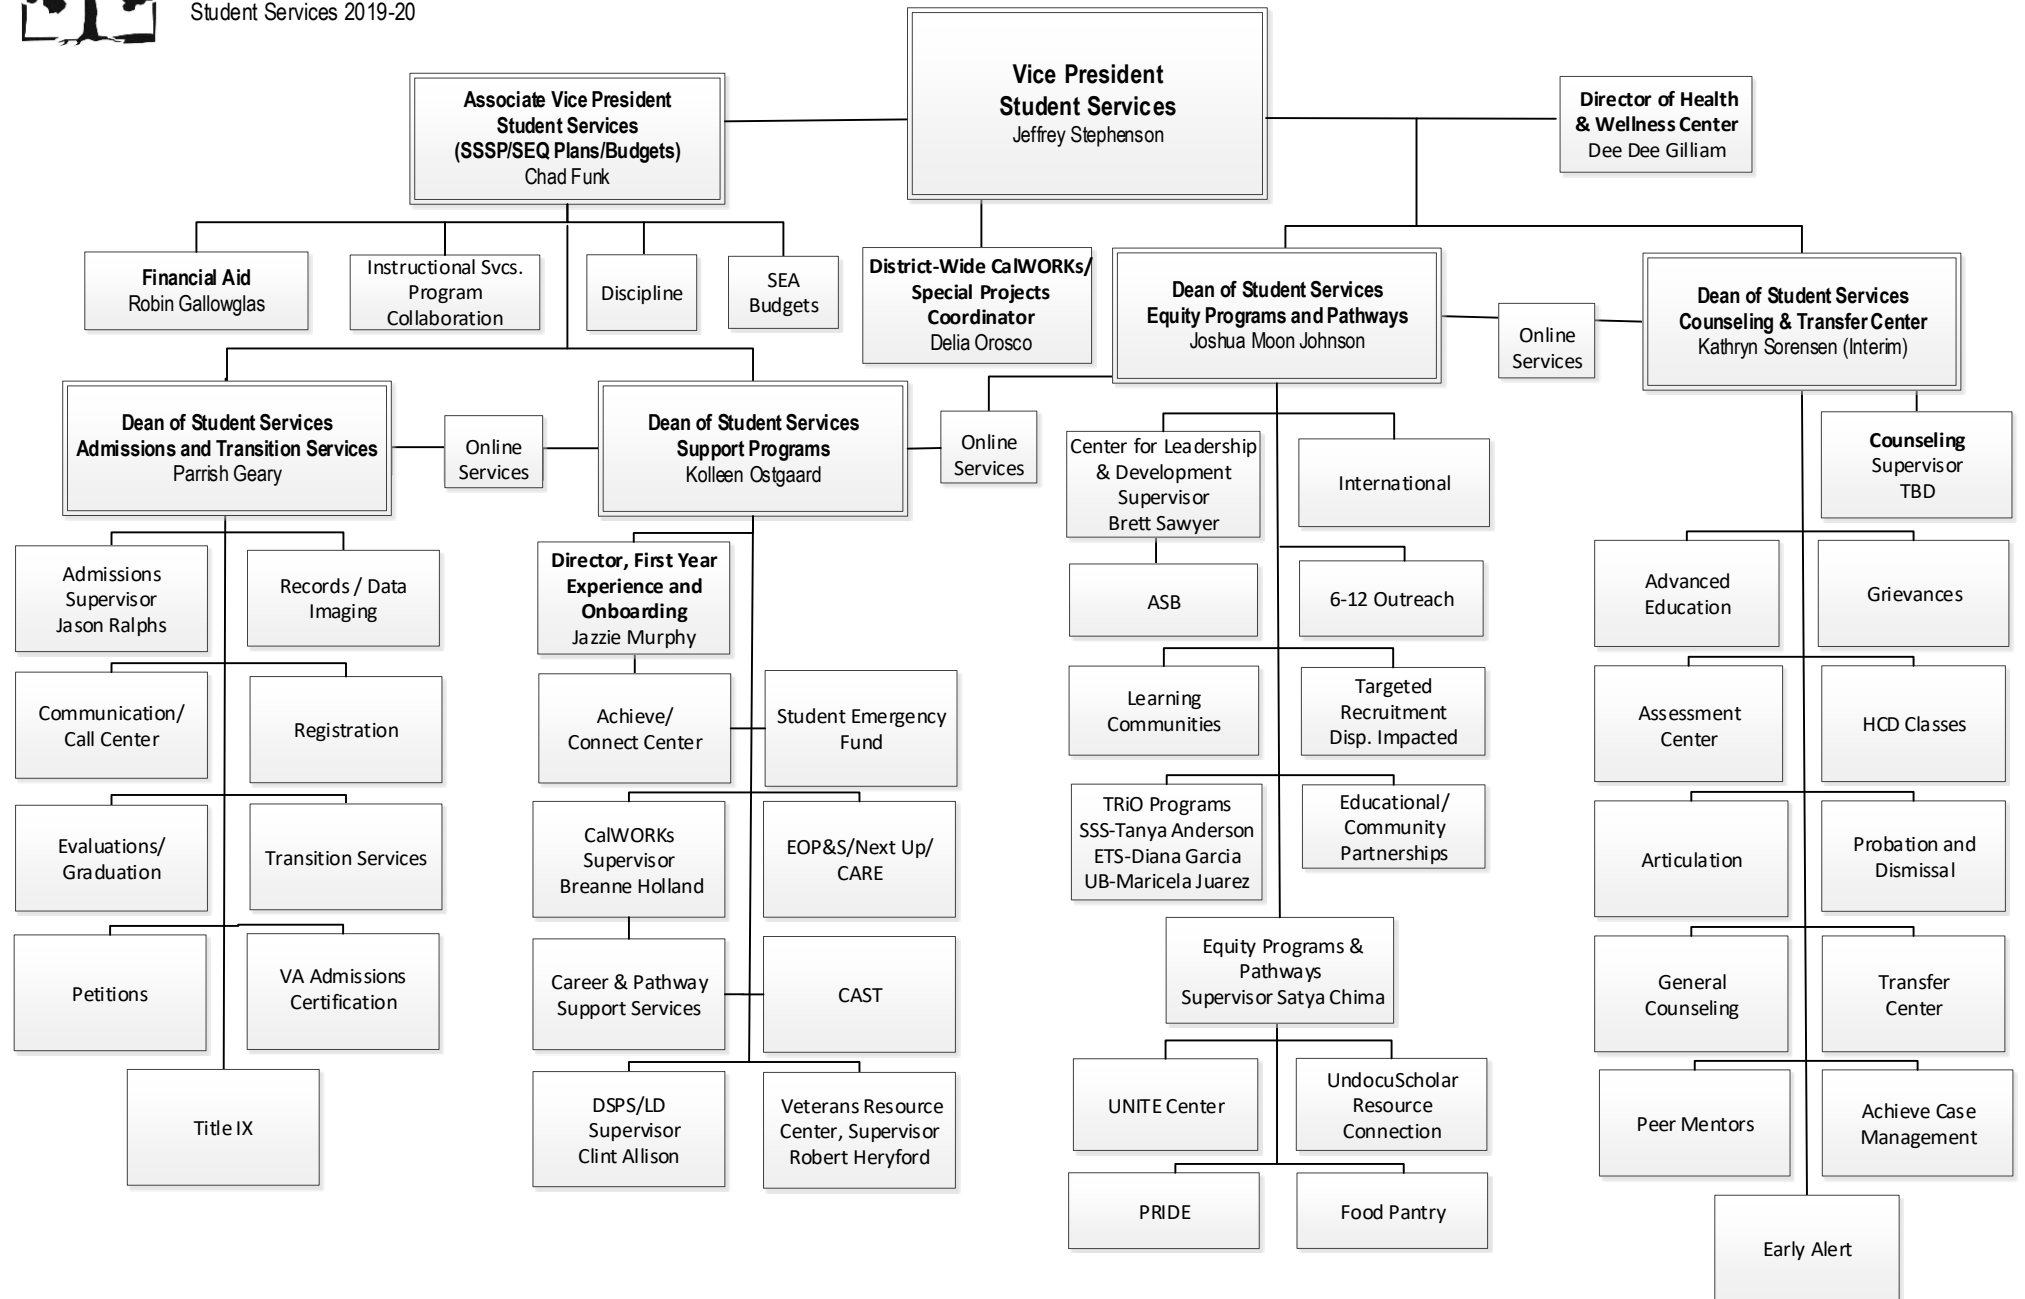 Student Services 2019-20
Vice President
Student Services
Jeffrey Stephenson
Associate Vice President
Student Services
(SSSP/SEQ Plans/Budgets)
Chad Funk
Director of Health
& Wellness Center
Dee Dee Gilliam
Financial Aid
Robin Gallowglas
Instructional Svcs.
Program
Collaboration
Discipline
SEA
Budgets
District-Wide CalWORKs/
Special Projects
Coordinator
Delia Orosco
Dean of Student Services
Equity Programs and Pathways
Joshua Moon Johnson
Online
Services
Dean of Student Services
Counseling & Transfer Center
Kathryn Sorensen (Interim)
Dean of Student Services
Admissions and Transition Services
Parrish Geary
Online
Services
Dean of Student Services
Support Programs
Kolleen Ostgaard
Online
Services
Center for Leadership
& Development
Supervisor
Brett Sawyer
International
Counseling
Supervisor
TBD
Admissions
Supervisor
Jason Ralphs
Records / Data
Imaging
Director, First Year
Experience and
Onboarding
Jazzie Murphy
ASB
6-12 Outreach
Advanced
Education
Grievances
Communication/
Call Center
Registration
Achieve/
Connect Center
Student Emergency
Fund
Learning
Communities
Targeted
Recruitment
Disp. Impacted
Assessment
Center
HCD Classes
Evaluations/
Graduation
Transition Services
CalWORKs
Supervisor
Breanne Holland
EOP&S/Next Up/
CARE
TRiO Programs
SSS-Tanya Anderson
ETS-Diana Garcia
UB-Maricela Juarez
Educational/
Community
Partnerships
Articulation
Probation and
Dismissal
Petitions
VA Admissions
Certification
Career & Pathway
Support Services
CAST
Equity Programs &
Pathways
Supervisor Satya Chima
General
Counseling
Transfer
Center
Title IX
DSPS/LD
Supervisor
Clint Allison
Veterans Resource
Center, Supervisor
Robert Heryford
UNITE Center
UndocuScholar
Resource
Connection
Peer Mentors
Achieve Case
Management
PRIDE
Food Pantry
Early Alert